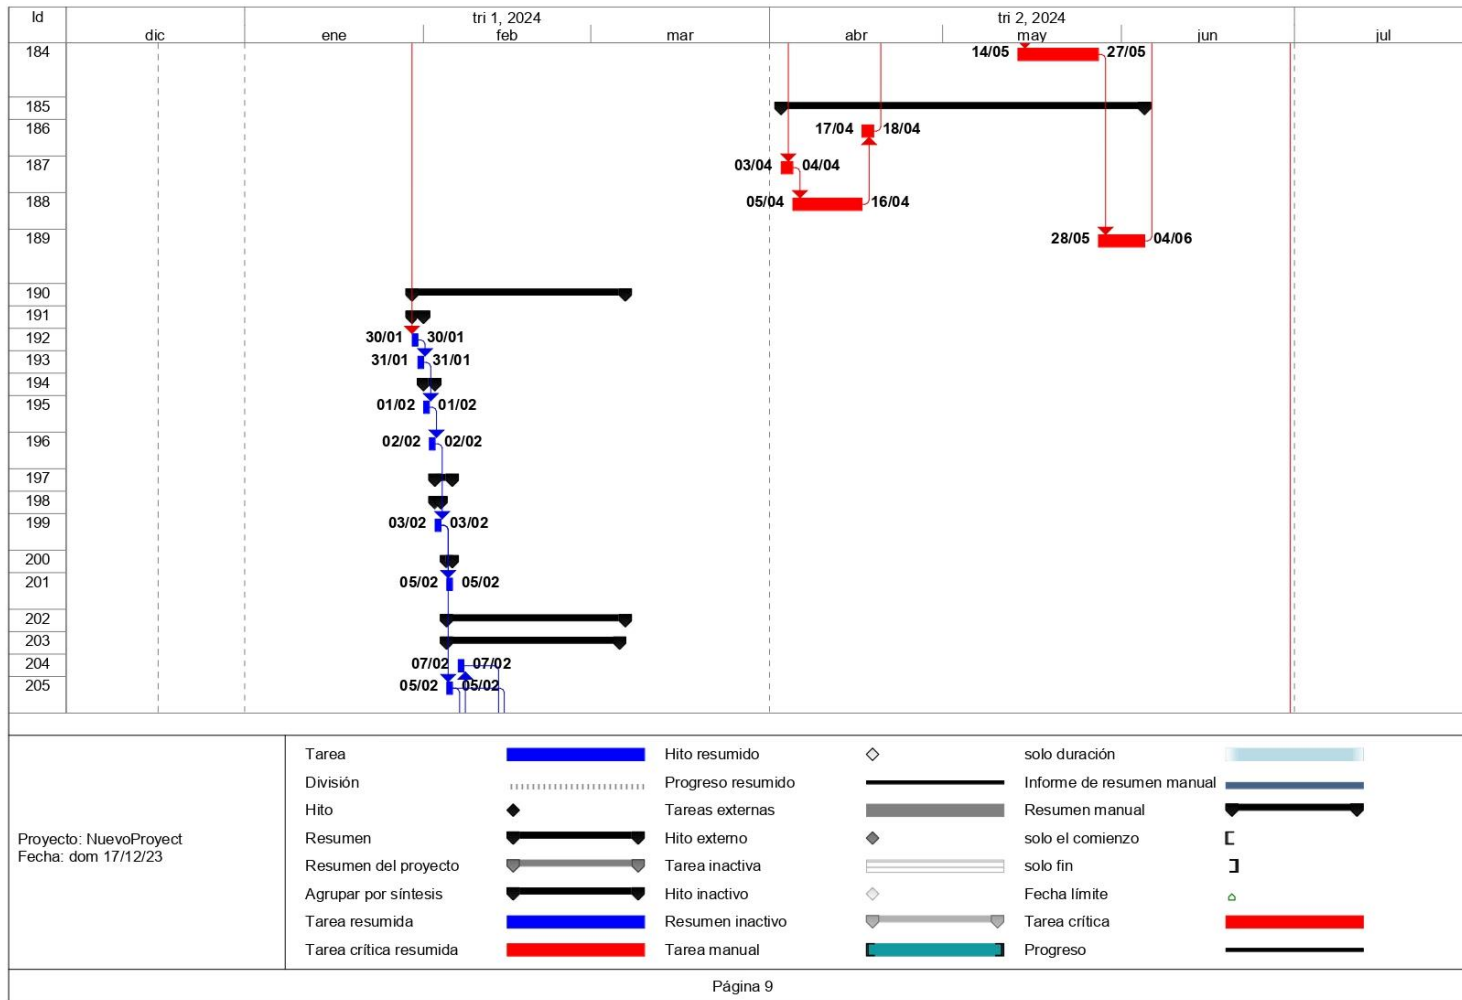 Id
tri 1, 2024
tri 2, 2024
dic
ene
feb
mar
abr
may
jun
jul
184
14/05 27/05
185
186
17/04 18/04
187
03/04 04/04
188
05/04 16/04
189
28/05 04/06
190
191
192
30/01 30/01
193
31/01 31/01
194
195
01/02 01/02
196
02/02 02/02
197
198
199
03/02 03/02
200
201
05/02 05/02
202
203
204
07/02 07/02
205
05/02 05/02
Proyecto: NuevoProyect
Fecha: dom 17/12/23
Tarea
División
Hito
Resumen
Resumen del proyecto
Agrupar por síntesis
Tarea resumida
Tarea crítica resumida
Hito resumido
Progreso resumido
Tareas externas
Hito externo
Tarea inactiva
Hito inactivo
Resumen inactivo
Tarea manual
solo duración
Informe de resumen manual
Resumen manual
solo el comienzo
solo fin
Fecha límite
Tarea crítica
Progreso
Página 9